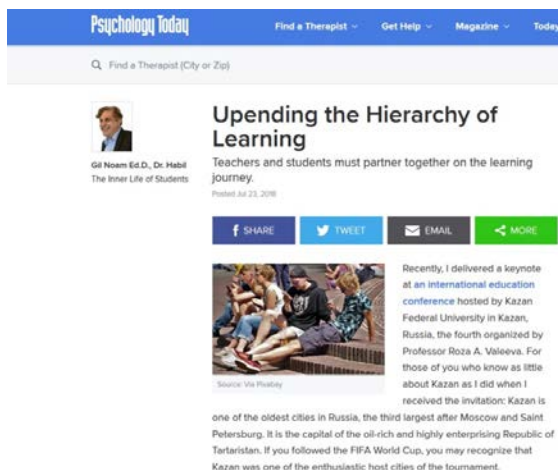 Psychology Today
Find a Therapist
Get Help
Magazine
Today
Find a Therapist (City or Zip)
Gil Noam Ed.D., Dr. Habil
The Inner Life of Students
Upending the Hierarchy of
Learning
Teachers and students must partner together on the learning
journey.
Posted Jul 23, 2018
SHARE
TWEET
EMAIL
MORE
Source: Via Pixabay
Recently, I delivered a keynote
at an international education
conference hosted by Kazan
Federal University in Kazan,
Russia, the fourth organized by
Professor Roza A. Valeeva. For
those of you who know as little
about Kazan as I did when I
received the invitation: Kazan is
one of the oldest cities in Russia, the third largest after Moscow and Saint
Petersburg. It is the capital of the oil-rich and highly enterprising Republic of
Tartaristan. If you followed the FIFA World Cup, you may recognize that
Kazan was one of the enthusiastic host cities of the tournament.